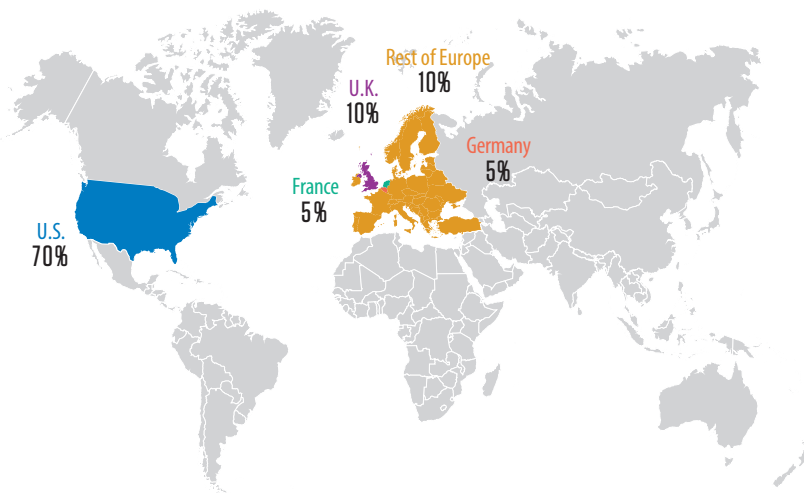 Rest of Europe
10%
U.K.
10%
Germany
5%
France
5%
U.S.
70%